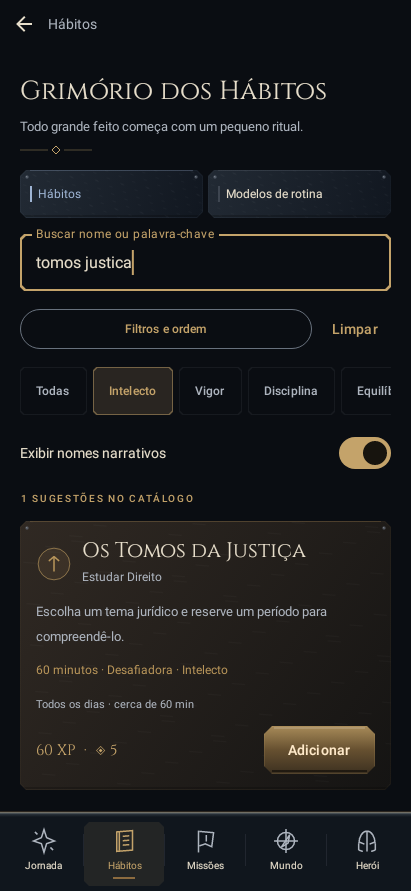 Hábitos
Grimório dos Hábitos
Todo grande feito começa com um pequeno ritual.
Hábitos
Modelos de rotina
Buscar nome ou palavra-chave
tomos justica
Filtros e ordem
Limpar
Todas
Intelecto
Vigor
Disciplina
Equilíb
Exibir nomes narrativos
1 SUGESTÕES NO CATÁLOGO
Os Tomos da Justiça
Estudar Direito
Escolha um tema jurídico e reserve um período para
compreendê-lo.
60 minutos · Desafiadora · Intelecto
Todos os dias · cerca de 60 min
60 XP · 5
Adicionar
Jornada
Hábitos
Missões
Mundo
Herói